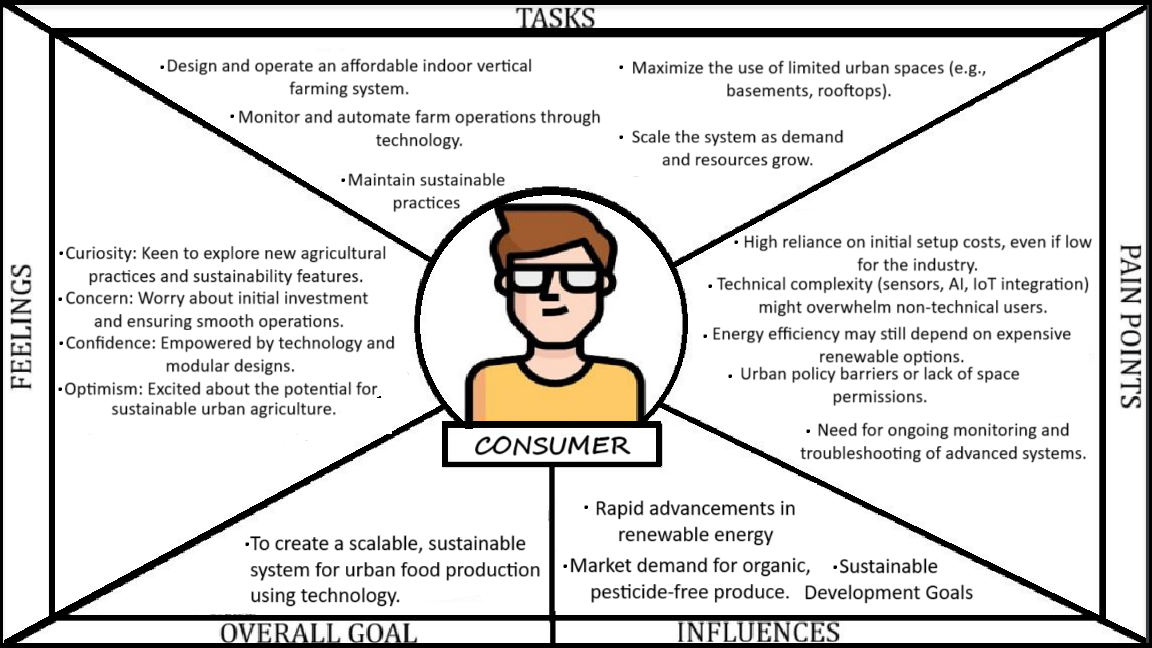 TASKS
•Design and operate an affordable indoor vertical
farming system.
•Monitor and automate farm operations through
technology.
•Maintain sustainable
practices
• Maximize the use of limited urban spaces (e.g.,
basements, rooftops).
• Scale the system as demand
and resources grow.
FEELINGS
•Curiosity: Keen to explore new agricultural
practices and sustainability features.
•Concern: Worry about initial investment
and ensuring smooth operations.
•Confidence: Empowered by technology and
modular designs.
•Optimism: Excited about the potential for
sustainable urban agriculture.
CONSUMER
PAIN POINTS
• High reliance on initial setup costs, even if low
for the industry.
• Technical complexity (sensors, AI, IoT integration)
might overwhelm non-technical users.
• Energy efficiency may still depend on expensive
renewable options.
• Urban policy barriers or lack of space
permissions.
• Need for ongoing monitoring and
troubleshooting of advanced systems.
•To create a scalable, sustainable
system for urban food production
using technology.
OVERALL GOAL
• Rapid advancements in
renewable energy
•Market demand for organic,
pesticide-free produce.
•Sustainable
Development Goals
INFLUENCES